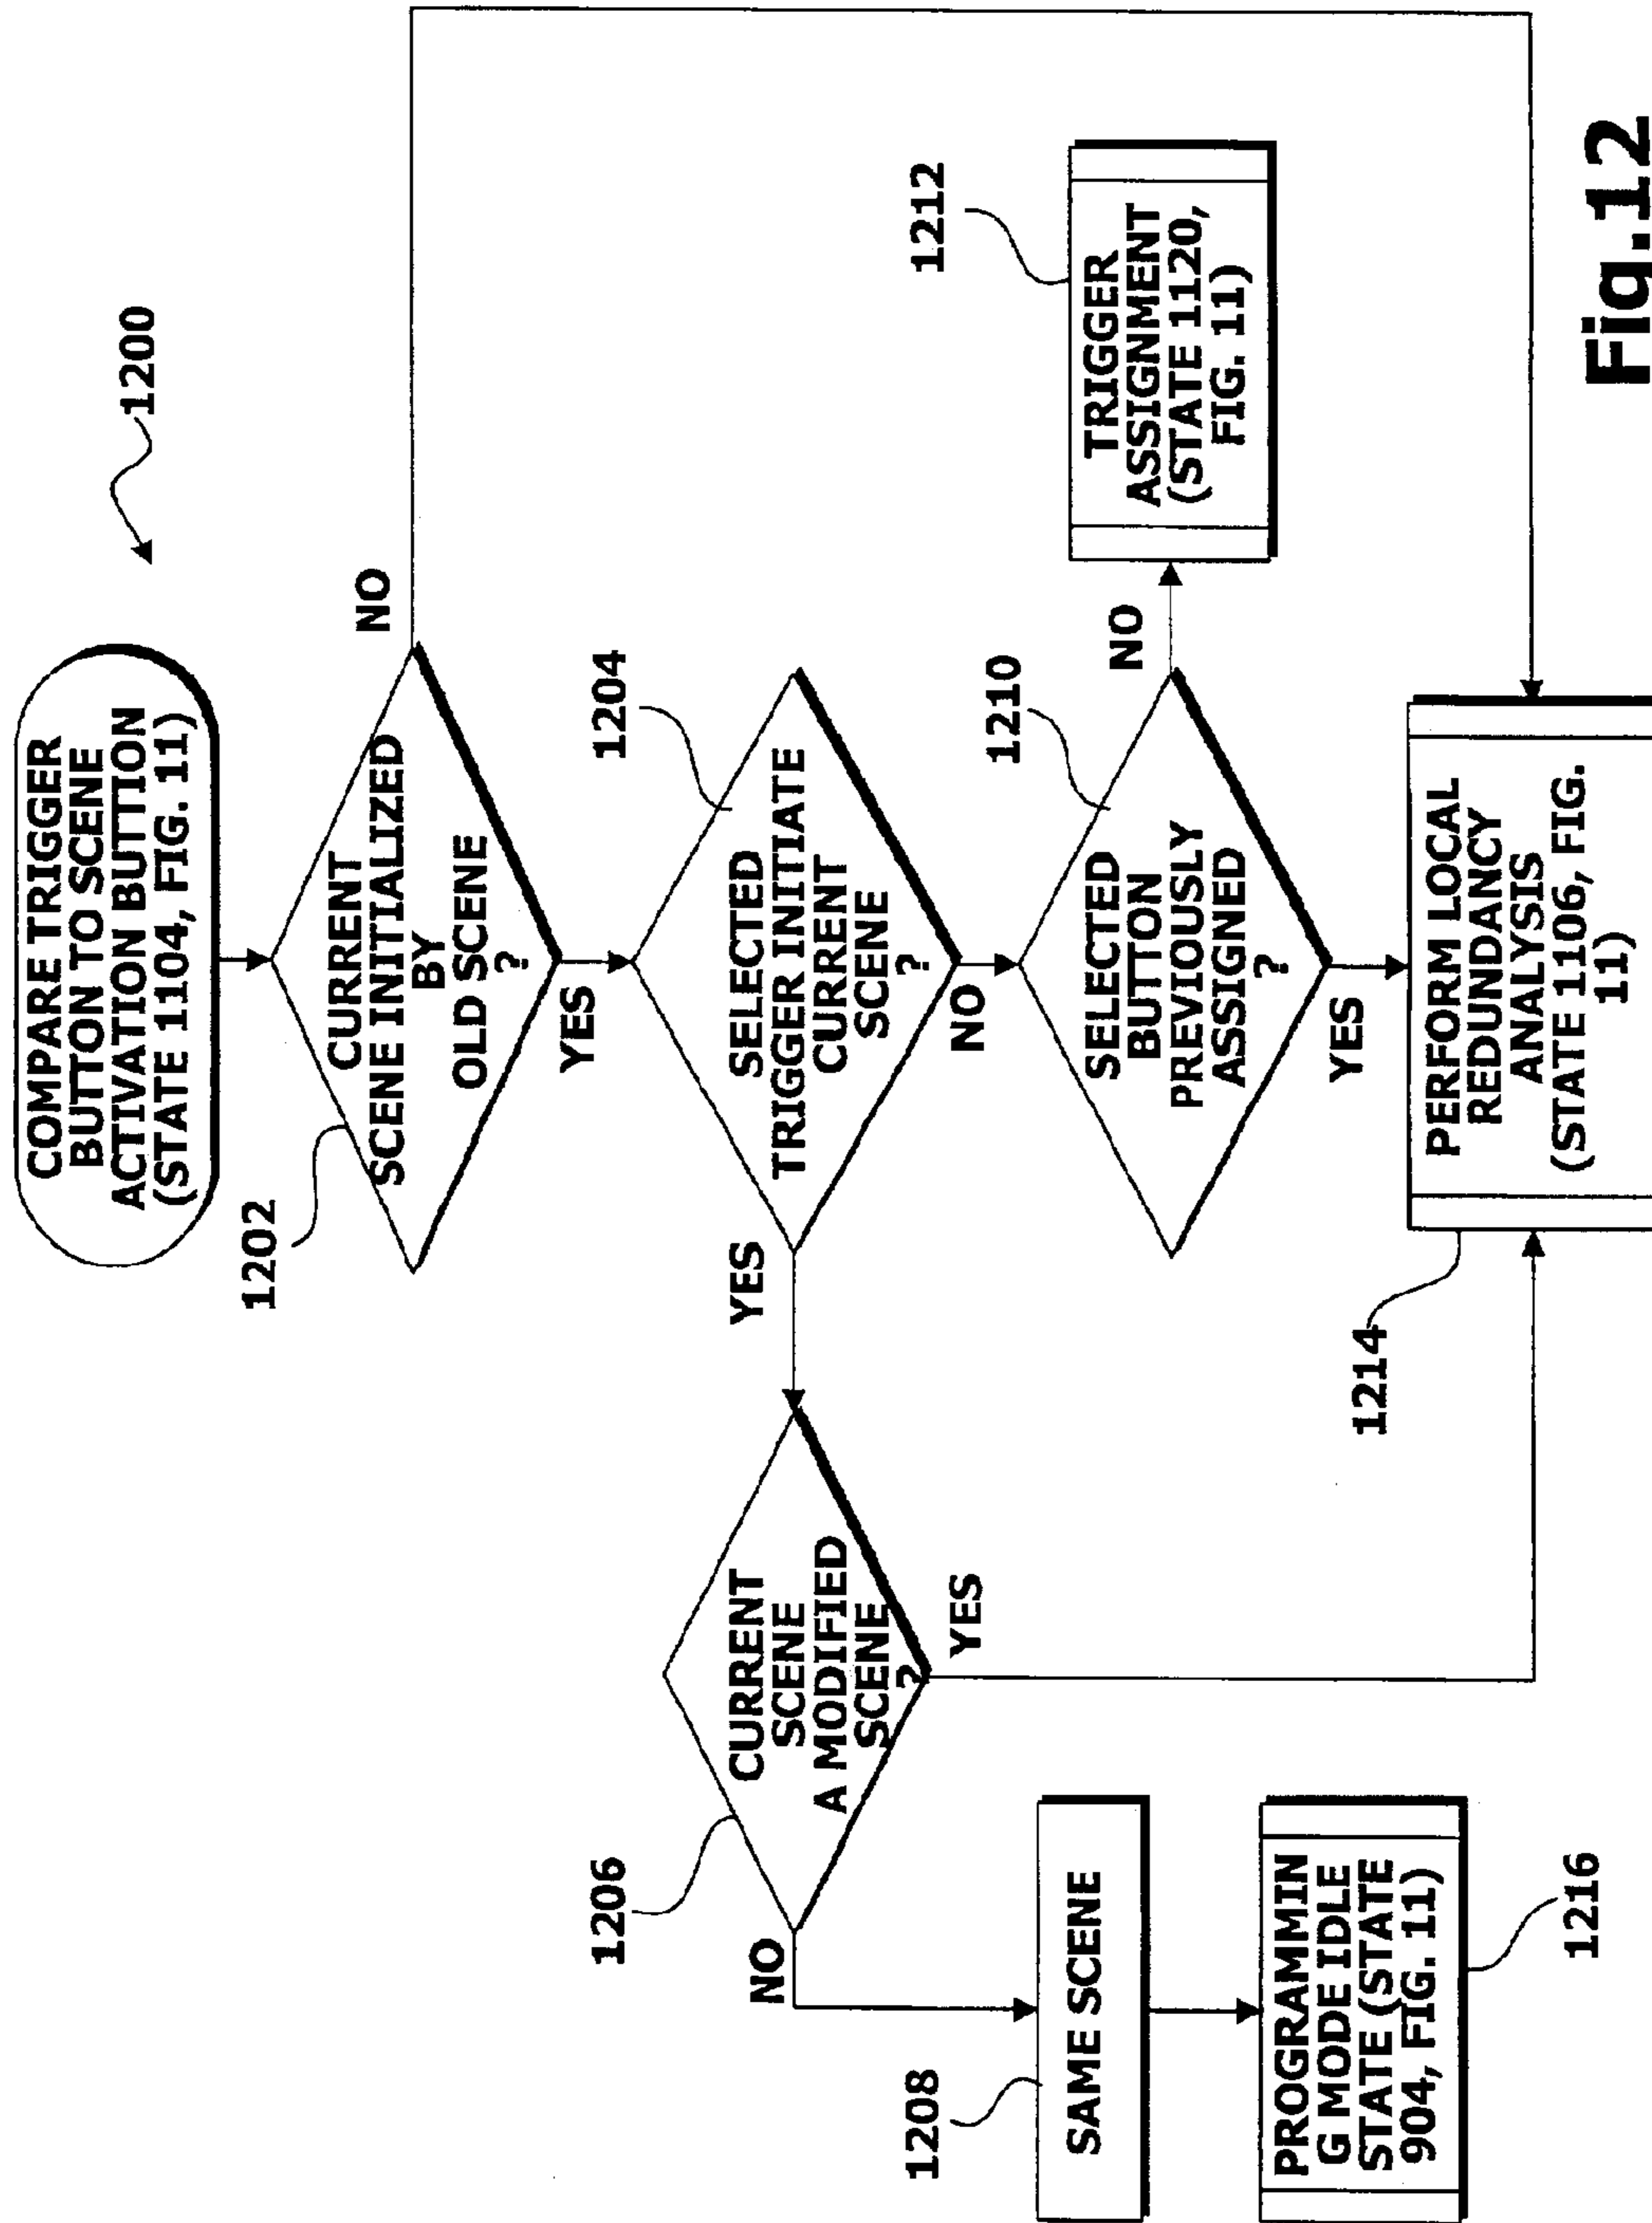 1200
COMPARE TRIGGER
BUTTON TO SCENE
ACTIVATION BUTTION
(STATE 1104, FIG. 11)
1202
CURRENT
SCENE INITIALIZED
BY
OLD SCENE
?
NO
YES
1204
SELECTED
TRIGGER INITIATE
CURRENT
SCENE
?
YES
NO
1206
CURRENT
SCENE
A MODIFIED
SCENE
?
NO
YES
1208
SAME SCENE
PROGRAMMIN
G MODE IDLE
STATE (STATE
904, FIG. 11)
1216
1210
SELECTED
BUTTON
PREVIOUSLY
ASSIGNED
?
NO
YES
1212
TRIGGER
ASSIGNMENT
(STATE 1120,
FIG. 11)
1214
PERFORM LOCAL
REDUNDANCY
ANALYSIS
(STATE 1106, FIG.
11)
Fig.12